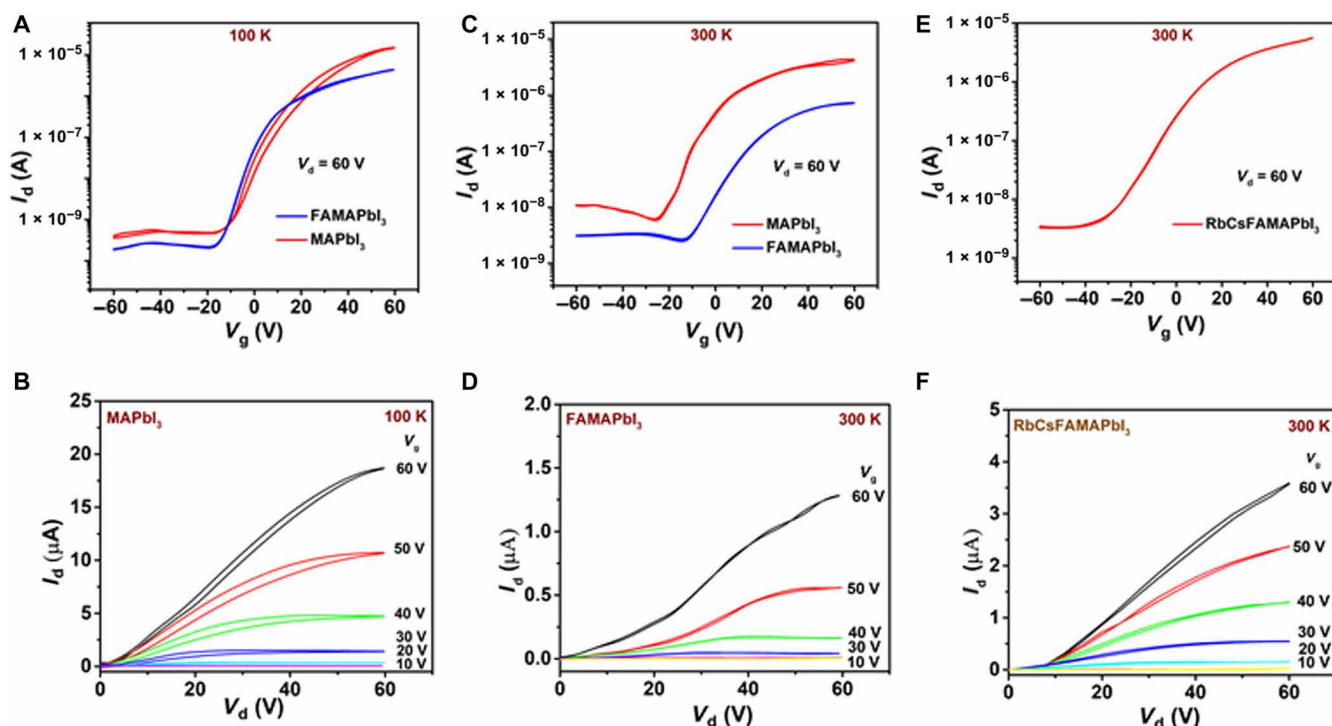 A
100 K
1 × 10⁻⁵
1 × 10⁻⁶
1 × 10⁻⁷
1 × 10⁻⁸
1 × 10⁻⁹
I_d (A)
V_d = 60 V
FAMAPbI₃
MAPbI₃
–60 –40 –20 0 20 40 60
V_g (V)
C
300 K
1 × 10⁻⁵
1 × 10⁻⁶
1 × 10⁻⁷
1 × 10⁻⁸
1 × 10⁻⁹
I_d (A)
V_d = 60 V
MAPbI₃
FAMAPbI₃
–60 –40 –20 0 20 40 60
V_g (V)
E
300 K
1 × 10⁻⁵
1 × 10⁻⁶
1 × 10⁻⁷
1 × 10⁻⁸
1 × 10⁻⁹
I_d (A)
V_d = 60 V
RbCsFAMAPbI₃
–60 –40 –20 0 20 40 60
V_g (V)
B
MAPbI₃ 100 K
V_g
25
20
15
10
5
0
I_d (μA)
60 V
50 V
40 V
30 V
20 V
10 V
0 20 40 60
V_d (V)
D
FAMAPbI₃ 300 K
V_g
2.0
1.5
1.0
0.5
0.0
I_d (μA)
60 V
50 V
40 V
30 V
10 V
0 20 40 60
V_d (V)
F
RbCsFAMAPbI₃ 300 K
V_g
5
4
3
2
1
0
I_d (μA)
60 V
50 V
40 V
30 V
20 V
10 V
0 20 40 60
V_d (V)